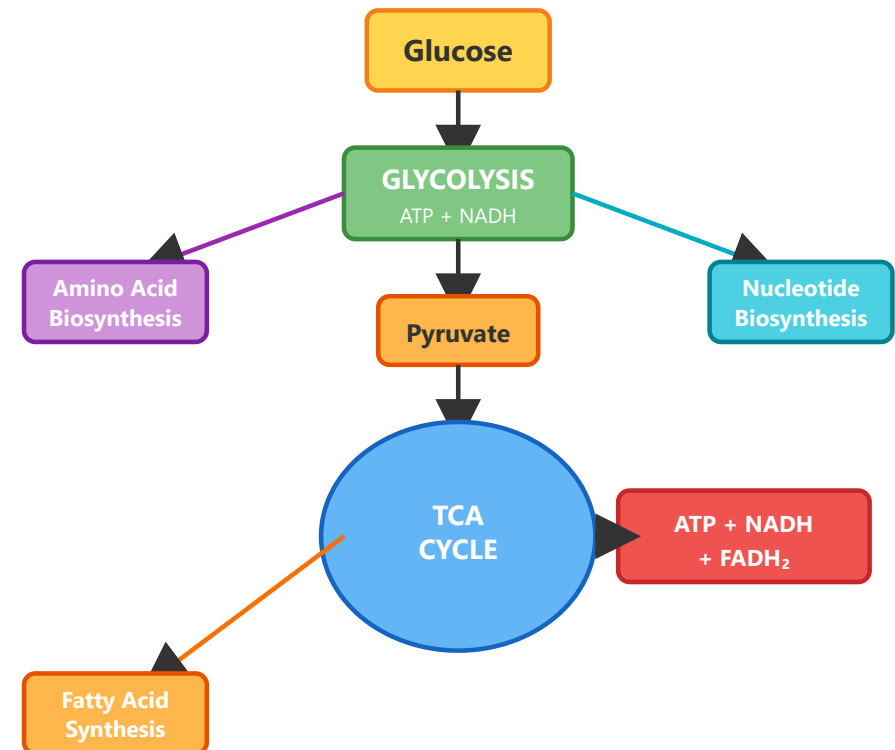 Glucose
GLYCOLYSIS
ATP + NADH
Amino Acid
Biosynthesis
Nucleotide
Biosynthesis
Pyruvate
TCA
CYCLE
ATP + NADH
+ FADH₂
Fatty Acid
Synthesis